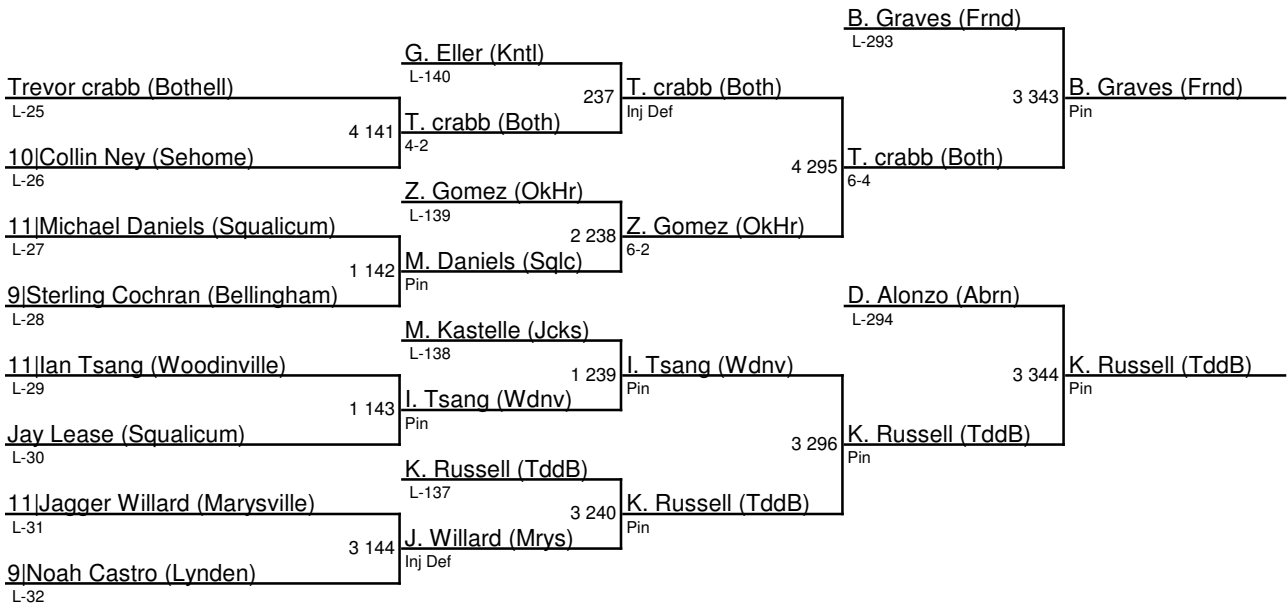 B. Graves (Frnd)
L-293
G. Eller (Kntl)
L-140
Trevor crabb (Bothell)
237 T. crabb (Both)
3 343 B. Graves (Frnd)
L-25
Inj Def
Pin
4 141 T. crabb (Both)
4-2
10|Collin Ney (Sehome)
4 295 T. crabb (Both)
L-26
6-4
Z. Gomez (OkHr)
L-139
11|Michael Daniels (Squalicum)
2 238 Z. Gomez (OkHr)
L-27
6-2
1 142 M. Daniels (Sqlc)
Pin
9|Sterling Cochran (Bellingham)
D. Alonzo (Abrn)
L-28
L-294
M. Kastelle (Jcks)
L-138
11|Ian Tsang (Woodinville)
1 239 I. Tsang (Wdnv)
3 344 K. Russell (TddB)
L-29
Pin
Pin
1 143 I. Tsang (Wdnv)
Pin
Jay Lease (Squalicum)
3 296 K. Russell (TddB)
L-30
Pin
K. Russell (TddB)
L-137
11|Jagger Willard (Marysville)
3 240 K. Russell (TddB)
L-31
Pin
3 144 J. Willard (Mrys)
Inj Def
9|Noah Castro (Lynden)
L-32